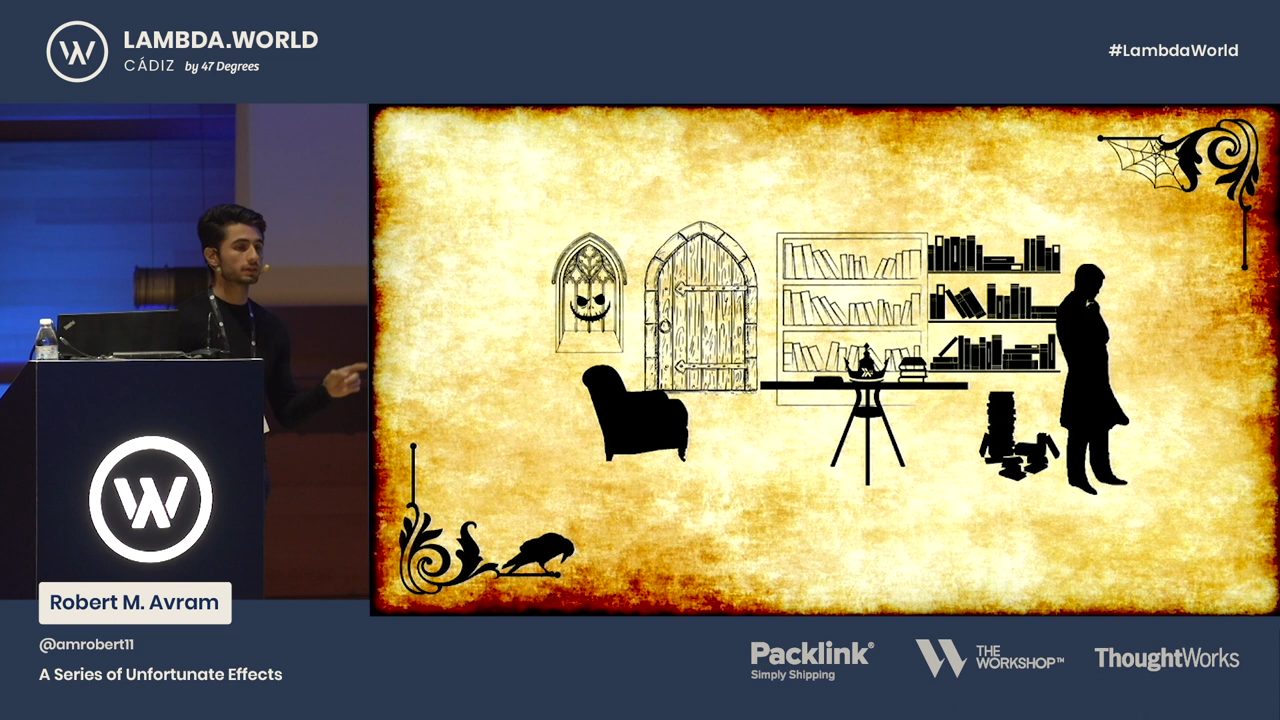 LAMBDA.WORLD
CÁDIZ by 47 Degrees
#LambdaWorld
Robert M. Avram
@amrobert11
A Series of Unfortunate Effects
Packlink®
Simply Shipping
THE
WORKSHOP™
ThoughtWorks